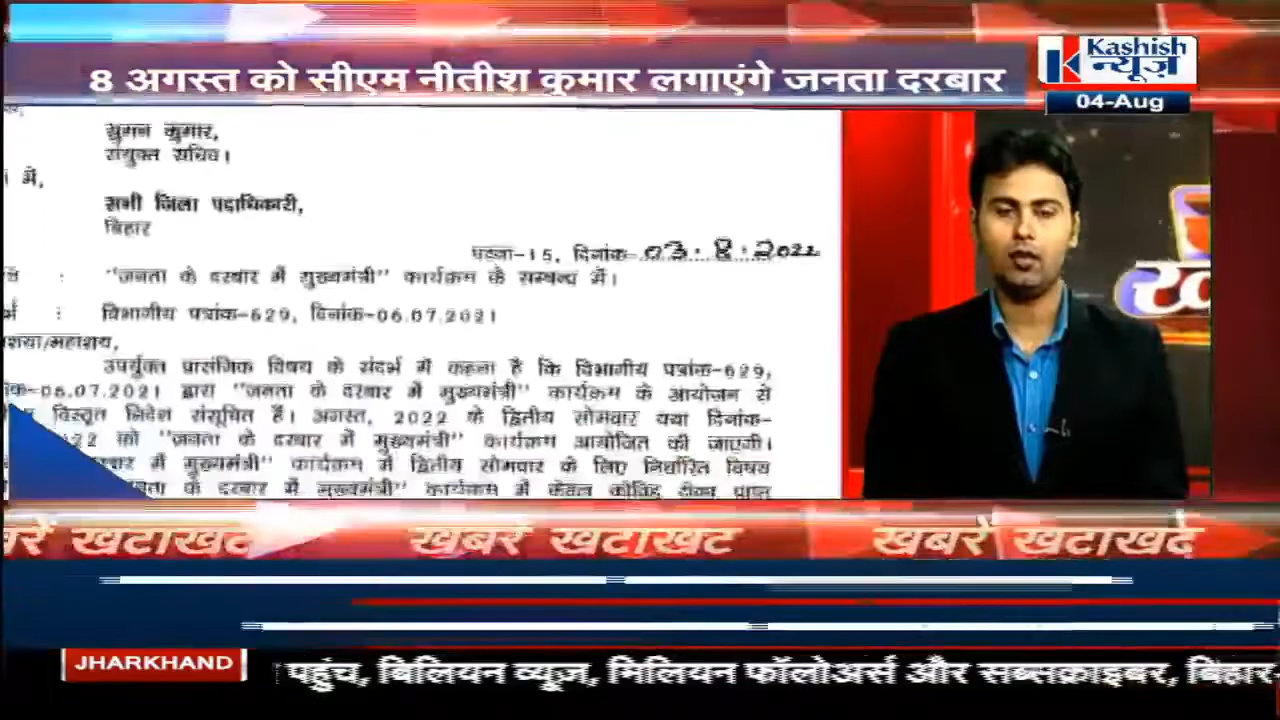 8 अगस्त को सीएम नीतीश कुमार लगाएंगे जनता दरबार
Kashish
न्यूज़
04-Aug
सुमन कुमार,
संयुक्त सचिव।
में,
सभी जिला पदाधिकारी,
बिहार
पटना-15, दिनांक-03.8.2022
: "जनता के दरबार में मुख्यमंत्री" कार्यक्रम के सम्बन्ध में।
: विभागीय पत्रांक-629, दिनांक-06.07.2021
/महाशय,
उपर्युक्त प्रासंगिक विषय के संदर्भ में कहना है कि विभागीय पत्रांक-629,
-06.07.2021 द्वारा "जनता के दरबार में मुख्यमंत्री" कार्यक्रम के आयोजन से
विस्तृत निदेश संसूचित है। अगस्त, 2022 के द्वितीय सोमवार यथा दिनांक-
22 को "जनता के दरबार में मुख्यमंत्री" कार्यक्रम आयोजित की जाएगी।
में मुख्यमंत्री" कार्यक्रम में द्वितीय सोमवार के लिए निर्धारित विषय
के दरबार में मुख्यमंत्री" कार्यक्रम में केवल कोविड टीका प्राप्त
ख
खबरें खटाखट खबरें खटाखट
JHARKHAND
पहुंच, बिलियन व्यूज, मिलियन फॉलोअर्स और सब्सक्राइबर, बिहार-